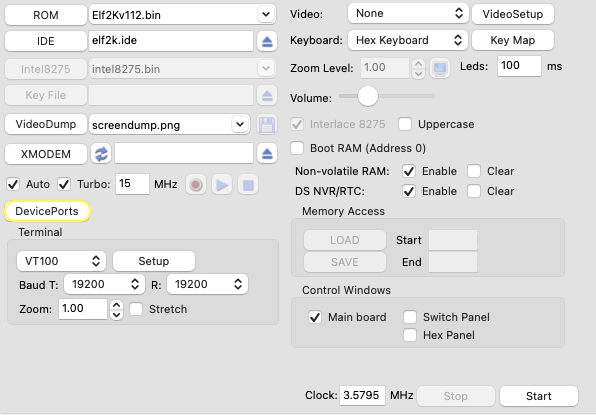 ROM Elf2Kv112.bin
IDE elf2k.ide
Intel8275 intel8275.bin
Key File
VideoDump screendump.png
XMODEM
Auto Turbo: 15 MHz
DevicePorts
Terminal
VT100 Setup
Baud T: 19200 R: 19200
Zoom: 1.00 Stretch
Video: None VideoSetup
Keyboard: Hex Keyboard Key Map
Zoom Level: 1.00 Leds: 100 ms
Volume:
Interlace 8275 Uppercase
Boot RAM (Address 0)
Non-volatile RAM: Enable Clear
DS NVR/RTC: Enable Clear
Memory Access
LOAD Start
SAVE End
Control Windows
Main board Switch Panel
Hex Panel
Clock: 3.5795 MHz Stop Start